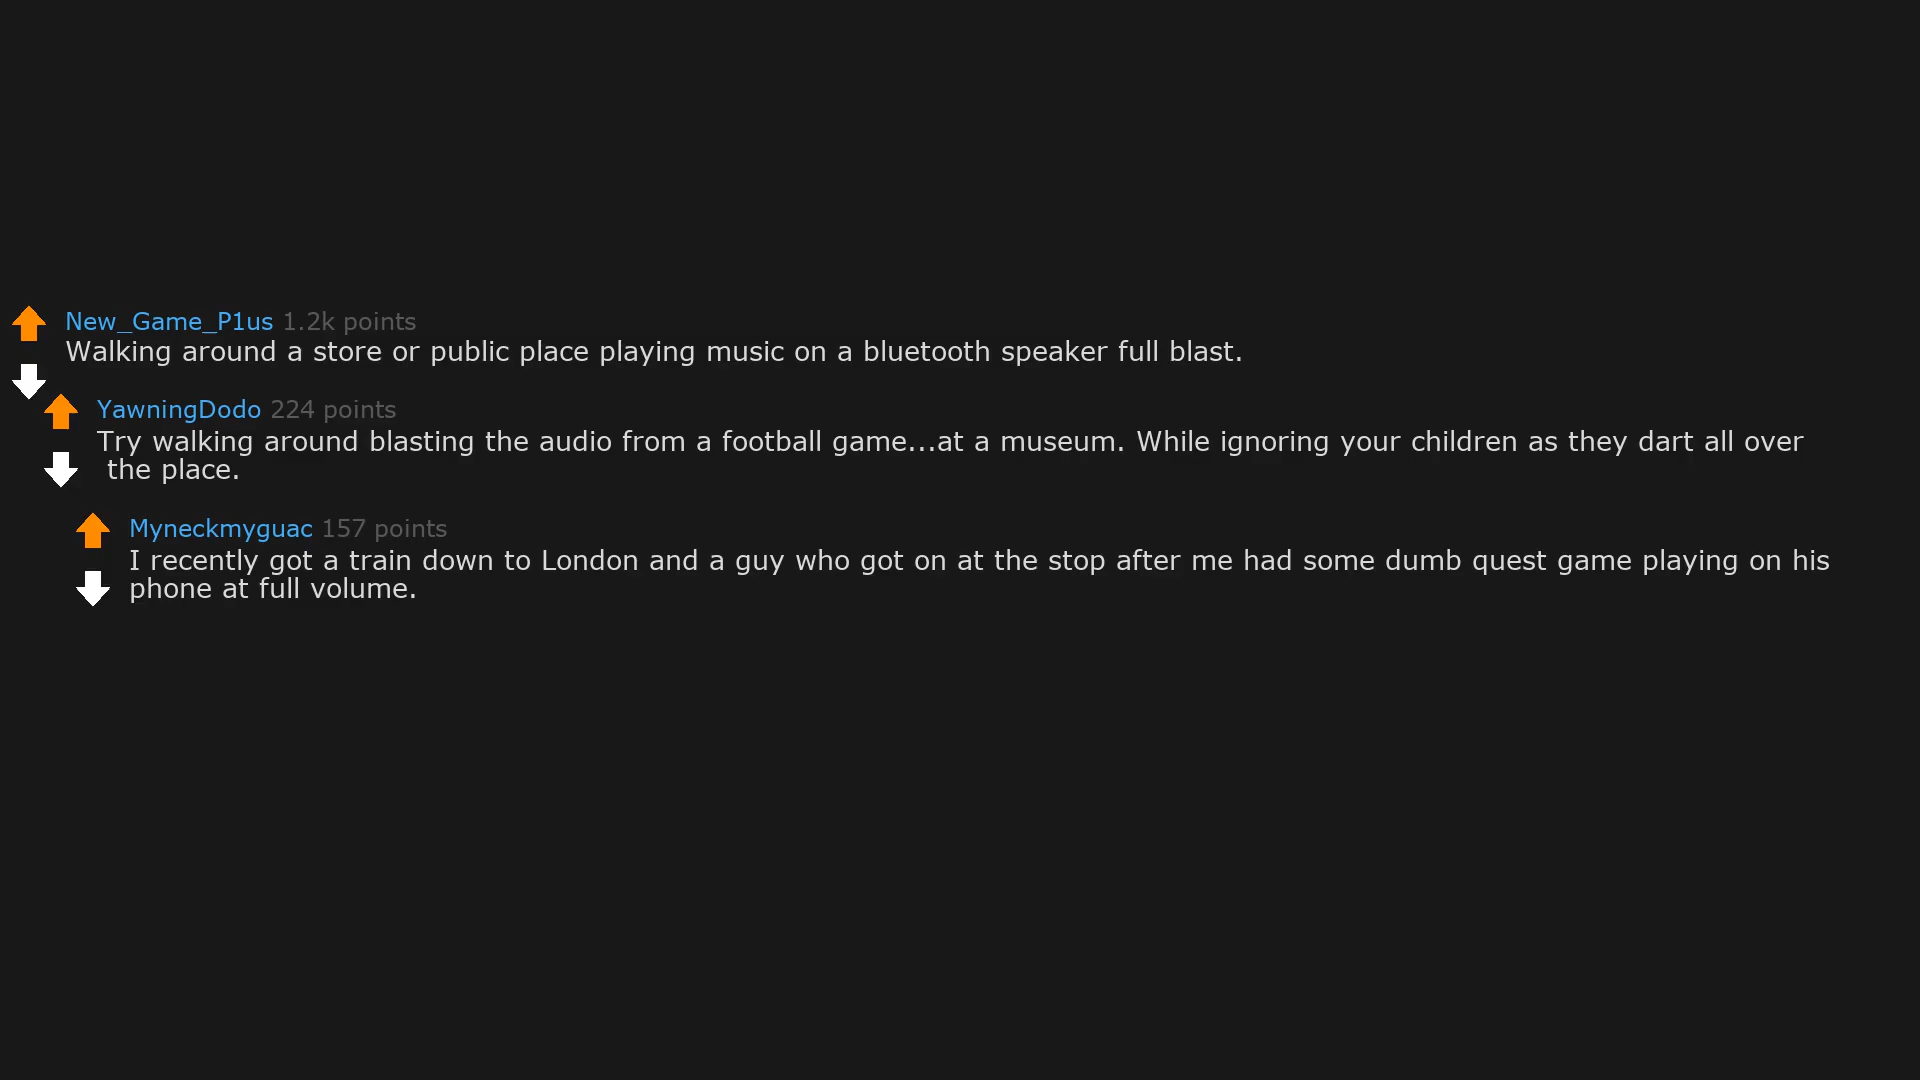 New_Game_P1us 1.2k points
Walking around a store or public place playing music on a bluetooth speaker full blast.
YawningDodo 224 points
Try walking around blasting the audio from a football game...at a museum. While ignoring your children as they dart all over
the place.
Myneckmyguac 157 points
I recently got a train down to London and a guy who got on at the stop after me had some dumb quest game playing on his
phone at full volume.